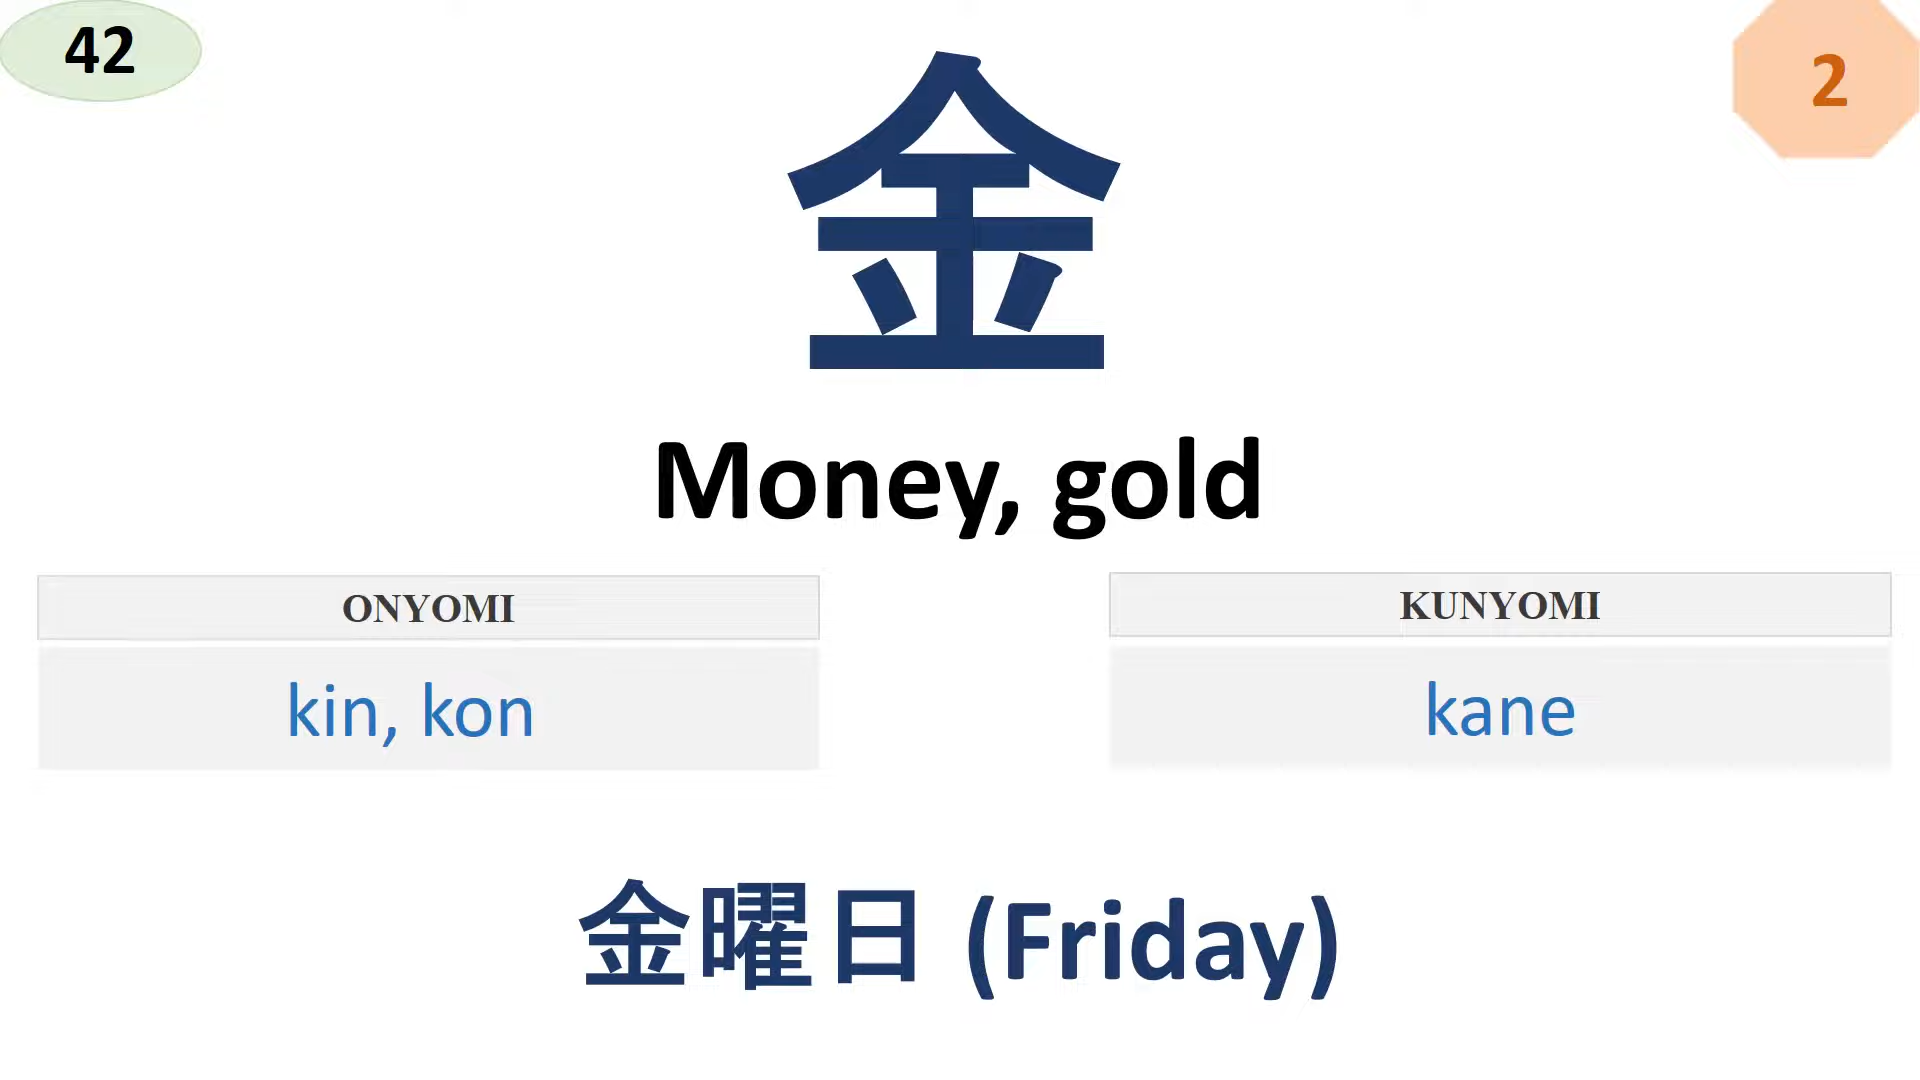 42
2
金
Money, gold
ONYOMI
KUNYOMI
kin, kon
kane
金曜日 (Friday)